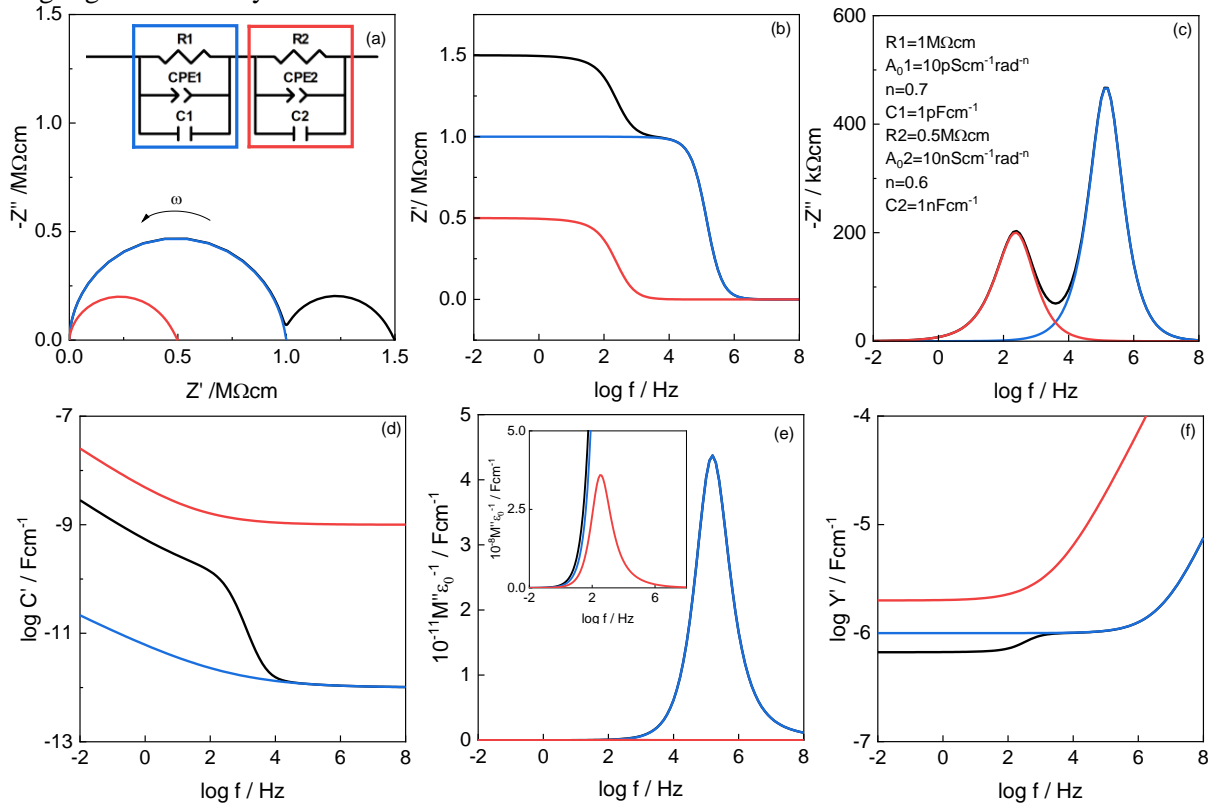 (a)
R1
R2
CPE1
CPE2
C1
C2
ω
-Z'' /MΩcm
1.5
1.0
0.5
0.0
0.0 0.5 1.0 1.5
Z' /MΩcm
(b)
Z'/ MΩcm
1.5
1.0
0.5
0.0
-2 0 2 4 6 8
log f / Hz
(c)
R1=1MΩcm
A₀1=10pScm⁻¹rad⁻ⁿ
n=0.7
C1=1pFcm⁻¹
R2=0.5MΩcm
A₀2=10nScm⁻¹rad⁻ⁿ
n=0.6
C2=1nFcm⁻¹
-Z'' / kΩcm
-600
400
200
0
-2 0 2 4 6 8
log f / Hz
(d)
log C' / Fcm⁻¹
-7
-9
-11
-13
-2 0 2 4 6 8
log f / Hz
(e)
10⁻¹¹M''ε₀⁻¹ / Fcm⁻¹
5
4
3
2
1
0
-2 0 2 4 6 8
log f / Hz
10⁻⁸M''ε₀⁻¹ / Fcm⁻¹
5.0
2.5
0.0
-2 2 6
log f / Hz
(f)
log Y' / Fcm⁻¹
-4
-5
-6
-7
-2 0 2 4 6 8
log f / Hz